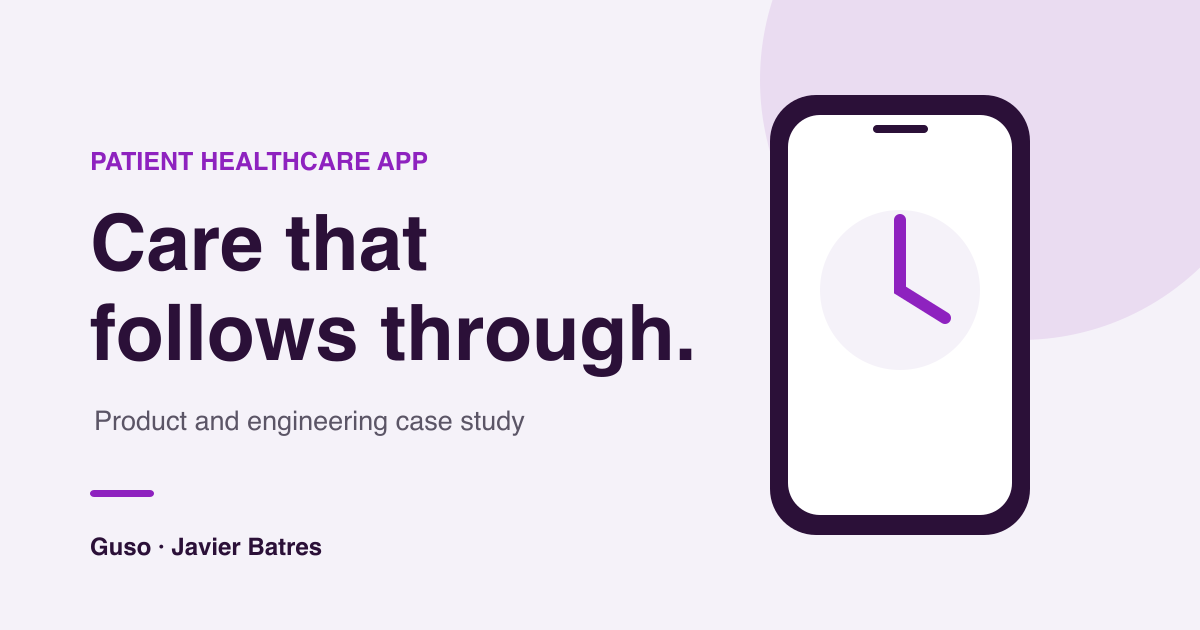 PATIENT HEALTHCARE APP
Care that
follows through.
Product and engineering case study
Guso · Javier Batres